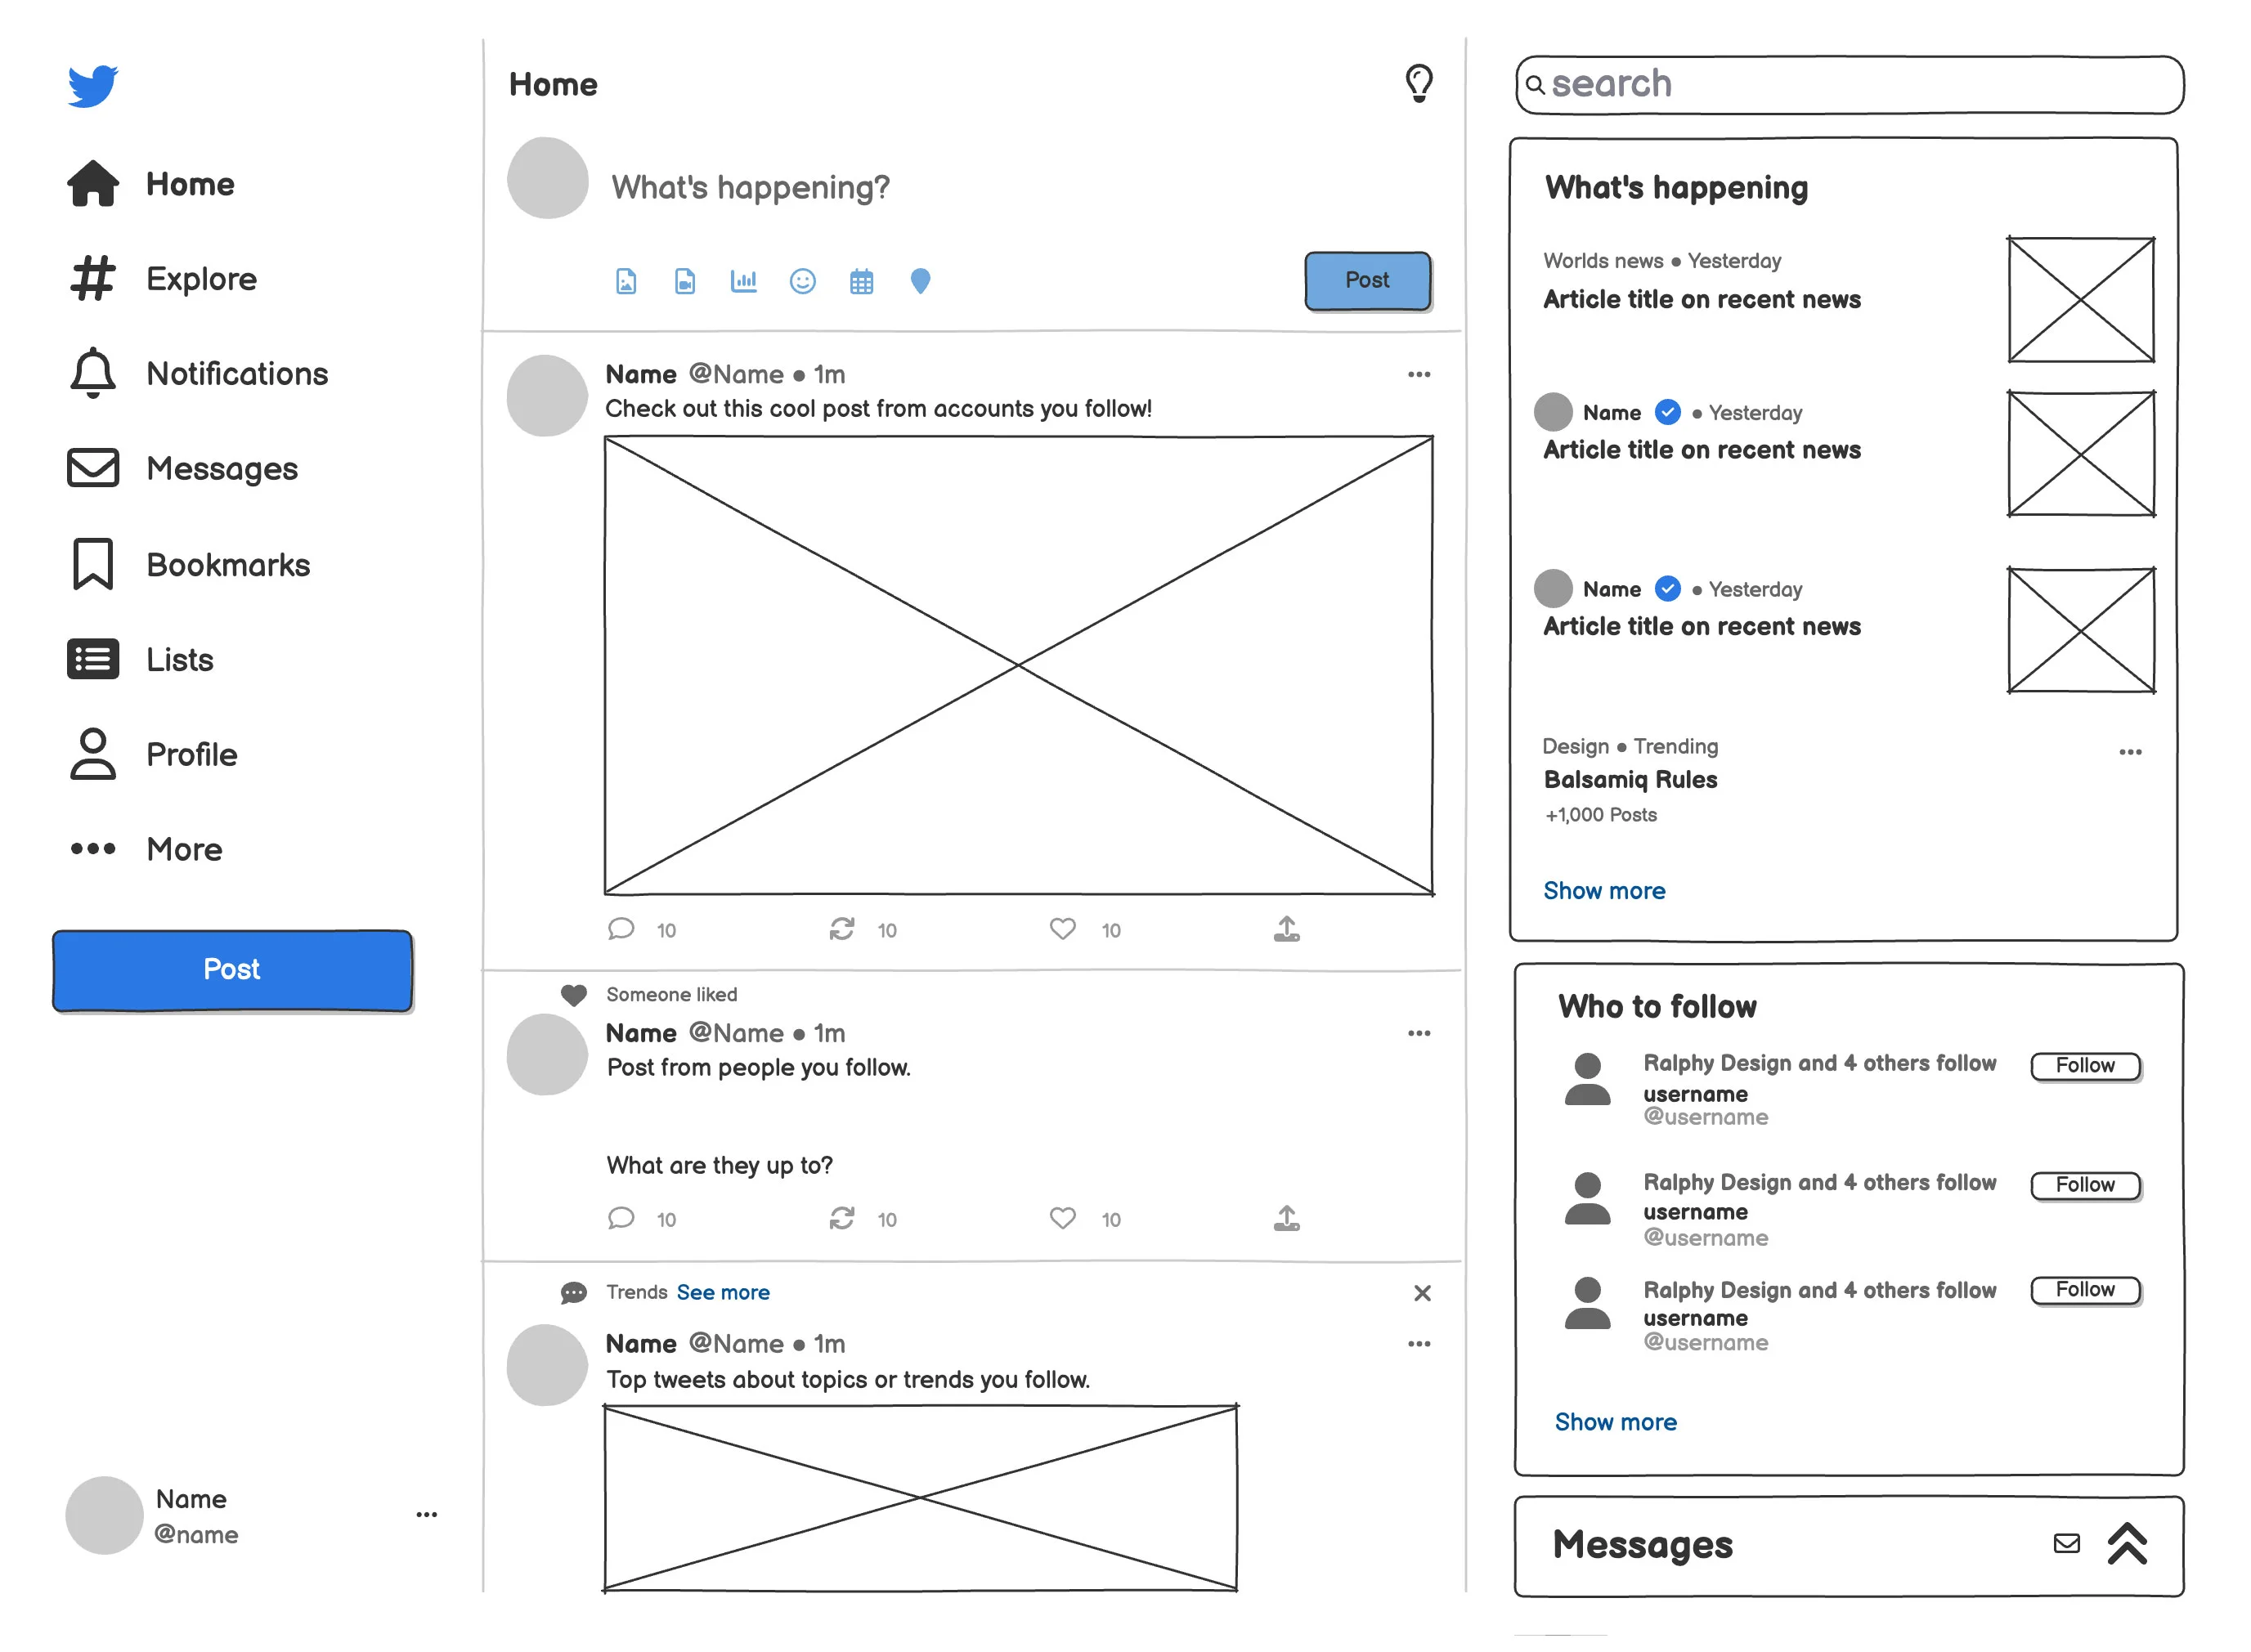 Home
Explore
Notifications
Messages
Bookmarks
Lists
Profile
More
Post
Name
@name
Home
What's happening?
Post
Name @Name • 1m
Check out this cool post from accounts you follow!
10 10 10
Someone liked
Name @Name • 1m
Post from people you follow.
What are they up to?
10 10 10
Trends See more
Name @Name • 1m
Top tweets about topics or trends you follow.
search
What's happening
Worlds news • Yesterday
Article title on recent news
Name • Yesterday
Article title on recent news
Name • Yesterday
Article title on recent news
Design • Trending
Balsamiq Rules
+1,000 Posts
Show more
Who to follow
Ralphy Design and 4 others follow Follow
username
@username
Ralphy Design and 4 others follow Follow
username
@username
Ralphy Design and 4 others follow Follow
username
@username
Show more
Messages